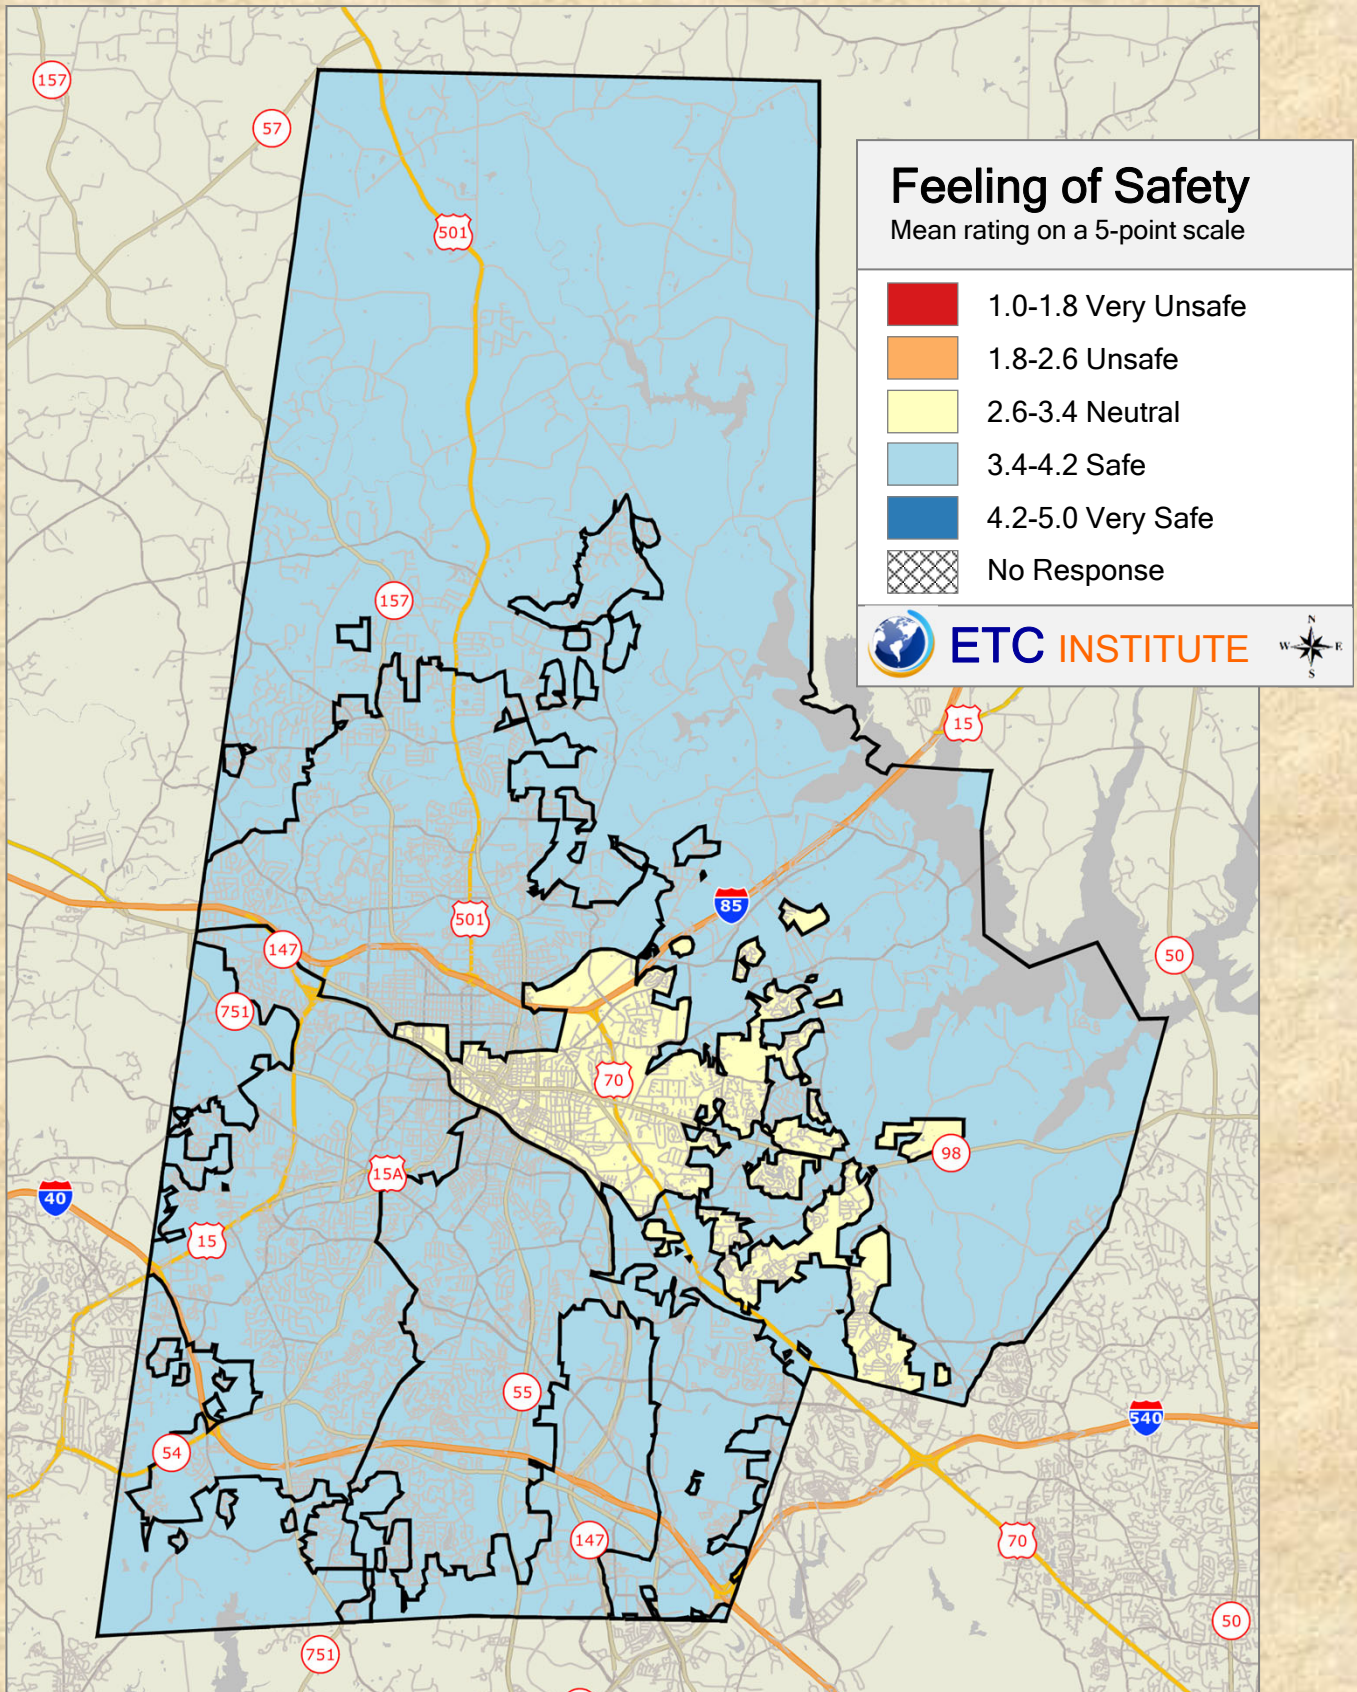 157
57
501
Feeling of Safety
Mean rating on a 5-point scale
1.0-1.8 Very Unsafe
1.8-2.6 Unsafe
2.6-3.4 Neutral
3.4-4.2 Safe
4.2-5.0 Very Safe
No Response
ETC INSTITUTE
N
W E
S
157
15
85
501
147
50
751
70
98
15A
40
15
55
540
54
147
70
50
751